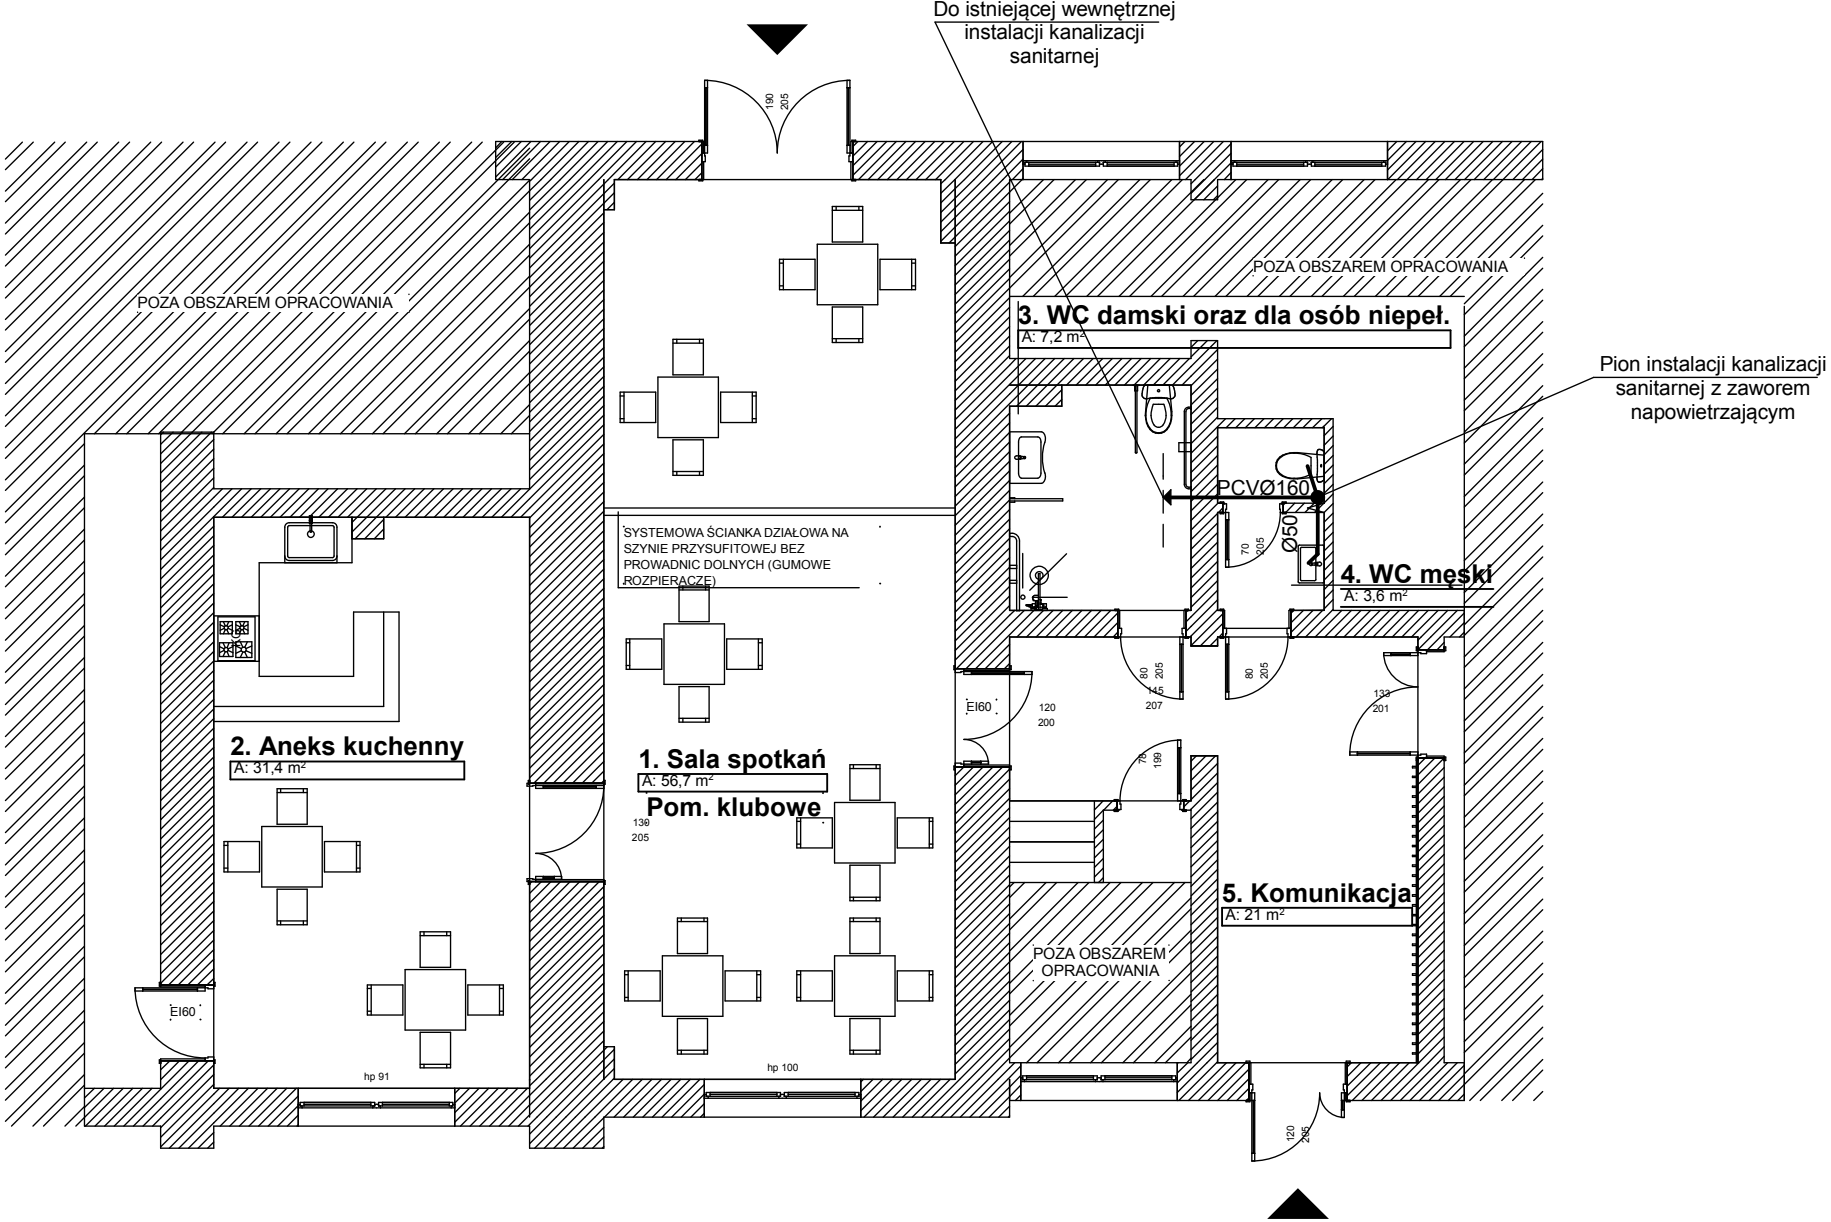 Do istniejącej wewnętrznej
instalacji kanalizacji
sanitarnej
190
205
POZA OBSZAREM OPRACOWANIA
POZA OBSZAREM OPRACOWANIA
3. WC damski oraz dla osób niepeł.
A: 7,2 m²
Pion instalacji kanalizacji
sanitarnej z zaworem
napowietrzającym
PCVØ160
Ø50
70
205
SYSTEMOWA ŚCIANKA DZIAŁOWA NA
SZYNIE PRZYSUFITOWEJ BEZ
PROWADNIC DOLNYCH (GUMOWE
ROZPIERACZE)
4. WC męski
A: 3,6 m²
80
205
80
205
145
207
133
201
EI60
120
200
78
199
2. Aneks kuchenny
A: 31,4 m²
1. Sala spotkań
A: 56,7 m²
Pom. klubowe
130
205
5. Komunikacja
A: 21 m²
POZA OBSZAREM
OPRACOWANIA
EI60
hp 91
hp 100
120
205